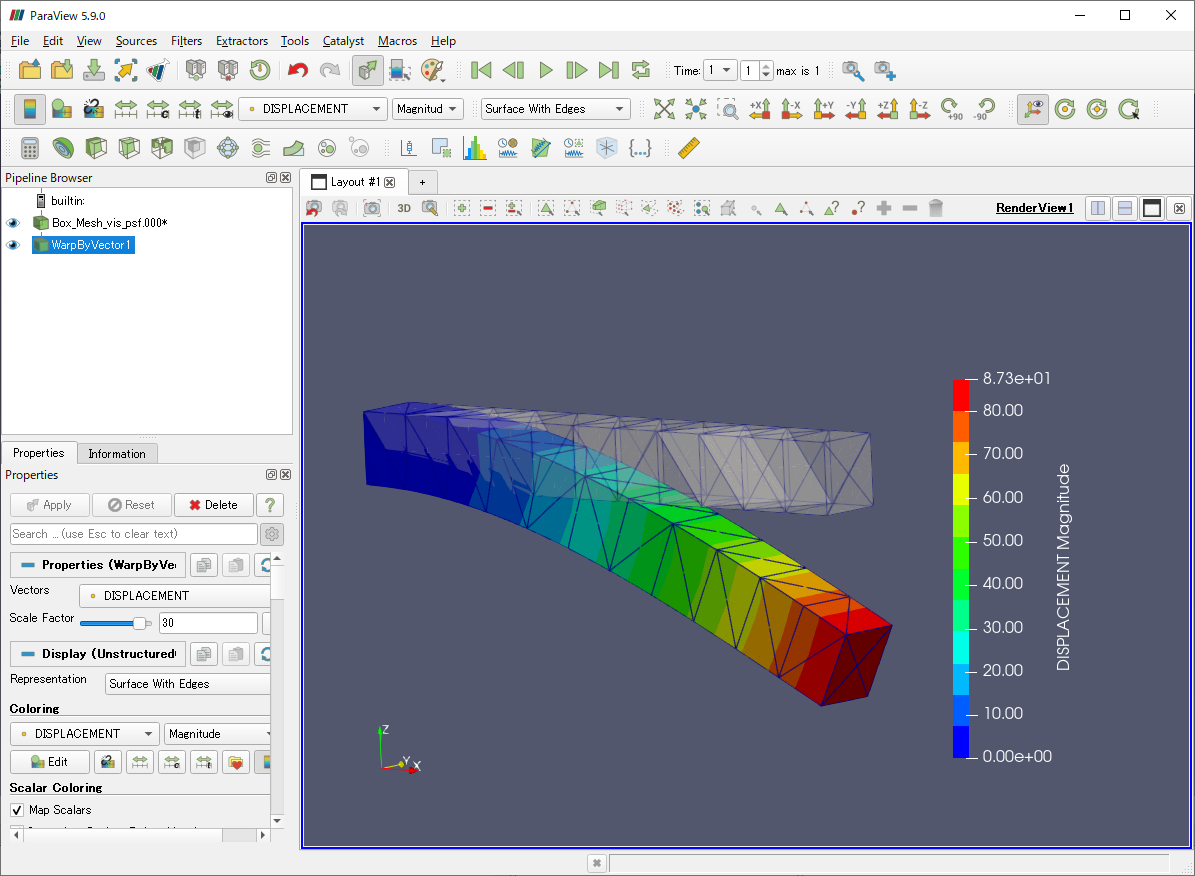 ParaView 5.9.0
File Edit View Sources Filters Extractors Tools Catalyst Macros Help
Time: 1 1 max is 1
DISPLACEMENT Magnitud Surface With Edges
+X -X +Y -Y +Z -Z +90 -90
Pipeline Browser
builtin:
Box_Mesh_vis_psf.000*
WarpByVector1
Layout #1 +
3D RenderView1
Properties Information
Properties
Apply Reset Delete ?
Search ... (use Esc to clear text)
Properties (WarpByVe
Vectors DISPLACEMENT
Scale Factor 30
Display (Unstructured
Representation Surface With Edges
Coloring
DISPLACEMENT Magnitude
Edit
Scalar Coloring
Map Scalars
8.73e+01
80.00
70.00
60.00
50.00
40.00
30.00
20.00
10.00
0.00e+00
DISPLACEMENT Magnitude
Z
Y
X